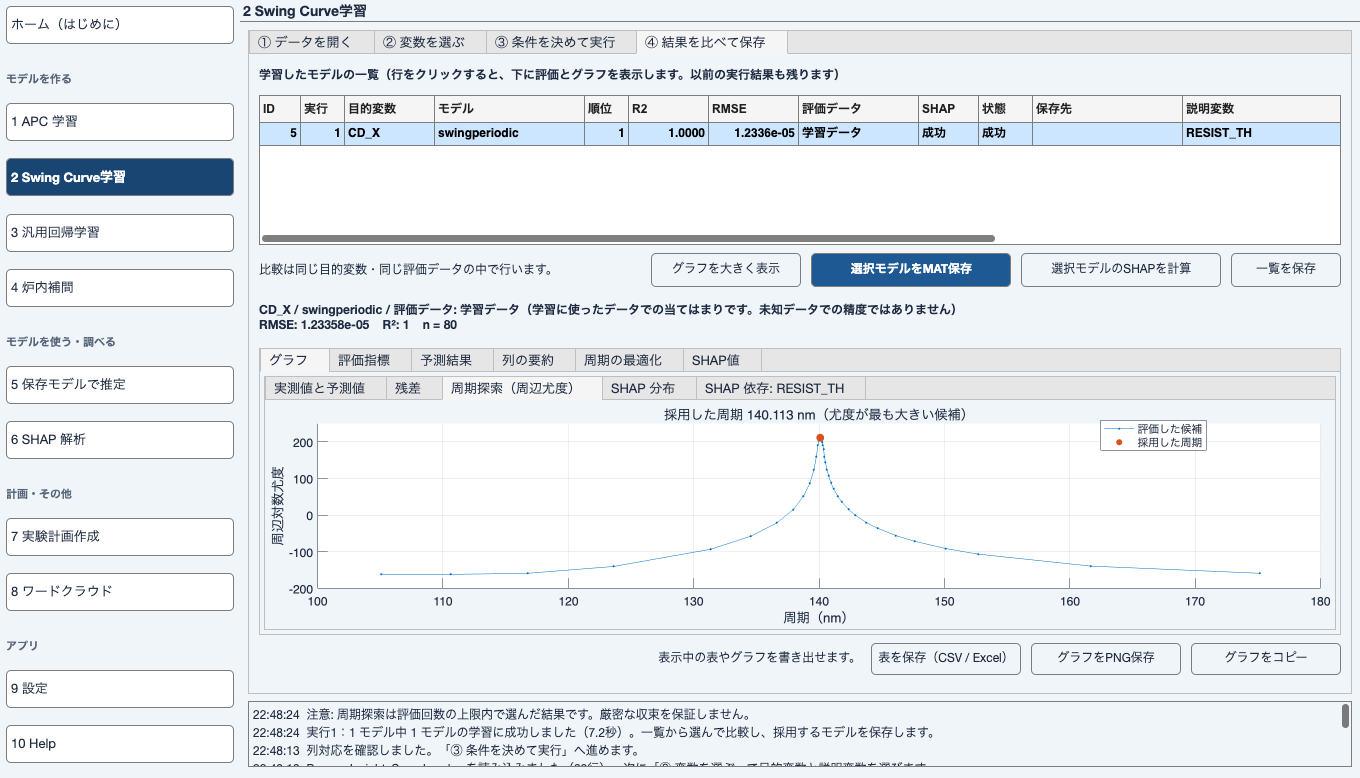 ホーム（はじめに）
モデルを作る
1 APC 学習
2 Swing Curve学習
3 汎用回帰学習
4 炉内補間
モデルを使う・調べる
5 保存モデルで推定
6 SHAP 解析
計画・その他
7 実験計画作成
8 ワードクラウド
アプリ
9 設定
10 Help
2 Swing Curve学習
① データを開く ② 変数を選ぶ ③ 条件を決めて実行 ④ 結果を比べて保存
学習したモデルの一覧（行をクリックすると、下に評価とグラフを表示します。以前の実行結果も残ります）
ID 実行 目的変数 モデル 順位 R2 RMSE 評価データ SHAP 状態 保存先 説明変数
5 1 CD_X swingperiodic 1 1.0000 1.2336e-05 学習データ 成功 成功 RESIST_TH
比較は同じ目的変数・同じ評価データの中で行います。 グラフを大きく表示 選択モデルをMAT保存 選択モデルのSHAPを計算 一覧を保存
CD_X / swingperiodic / 評価データ: 学習データ（学習に使ったデータでの当てはまりです。未知データでの精度ではありません）
RMSE: 1.23358e-05 R²: 1 n = 80
グラフ 評価指標 予測結果 列の要約 周期の最適化 SHAP値
実測値と予測値 残差 周期探索（周辺尤度） SHAP 分布 SHAP 依存: RESIST_TH
採用した周期 140.113 nm（尤度が最も大きい候補）
評価した候補
採用した周期
周辺対数尤度
200
100
0
-100
-200
100 110 120 130 140 150 160 170 180
周期（nm）
表示中の表やグラフを書き出せます。 表を保存（CSV / Excel） グラフをPNG保存 グラフをコピー
22:48:24 注意: 周期探索は評価回数の上限内で選んだ結果です。厳密な収束を保証しません。
22:48:24 実行1：1 モデル中 1 モデルの学習に成功しました（7.2秒）。一覧から選んで比較し、採用するモデルを保存します。
22:48:13 列対応を確認しました。「③ 条件を決めて実行」へ進めます。